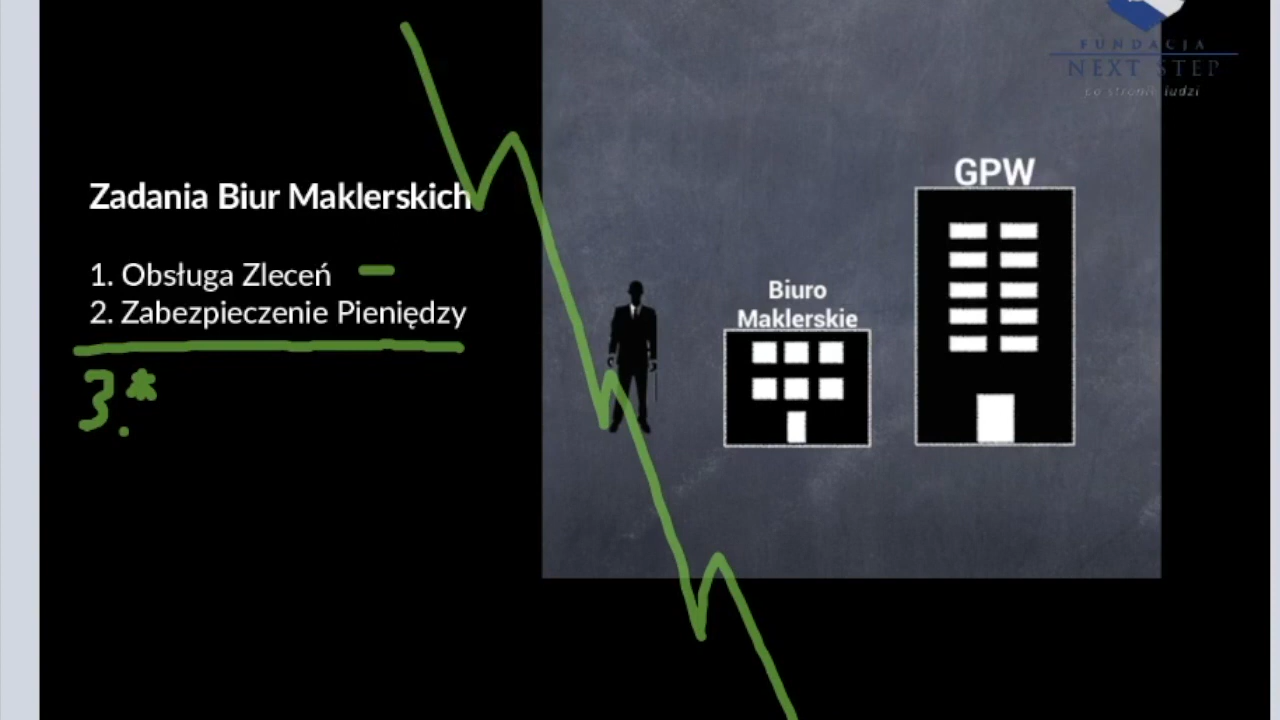 FUNDACJA
NEXT STEP
po stronie ludzi
Zadania Biur Maklerskich
1. Obsługa Zleceń
2. Zabezpieczenie Pieniędzy
3.*
Biuro
Maklerskie
GPW